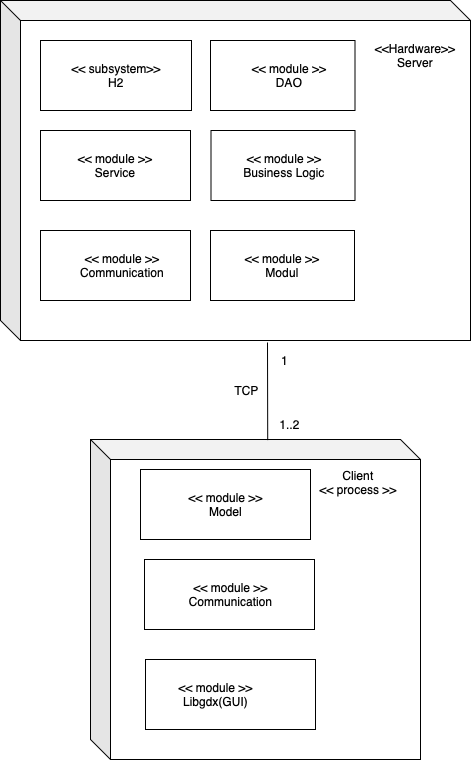 << subsystem>>
H2
<< module >>
DAO
<<Hardware>>
Server
<< module >>
Service
<< module >>
Business Logic
<< module >>
Communication
<< module >>
Modul
1
TCP
1..2
Client
<< process >>
<< module >>
Model
<< module >>
Communication
<< module >>
Libgdx(GUI)